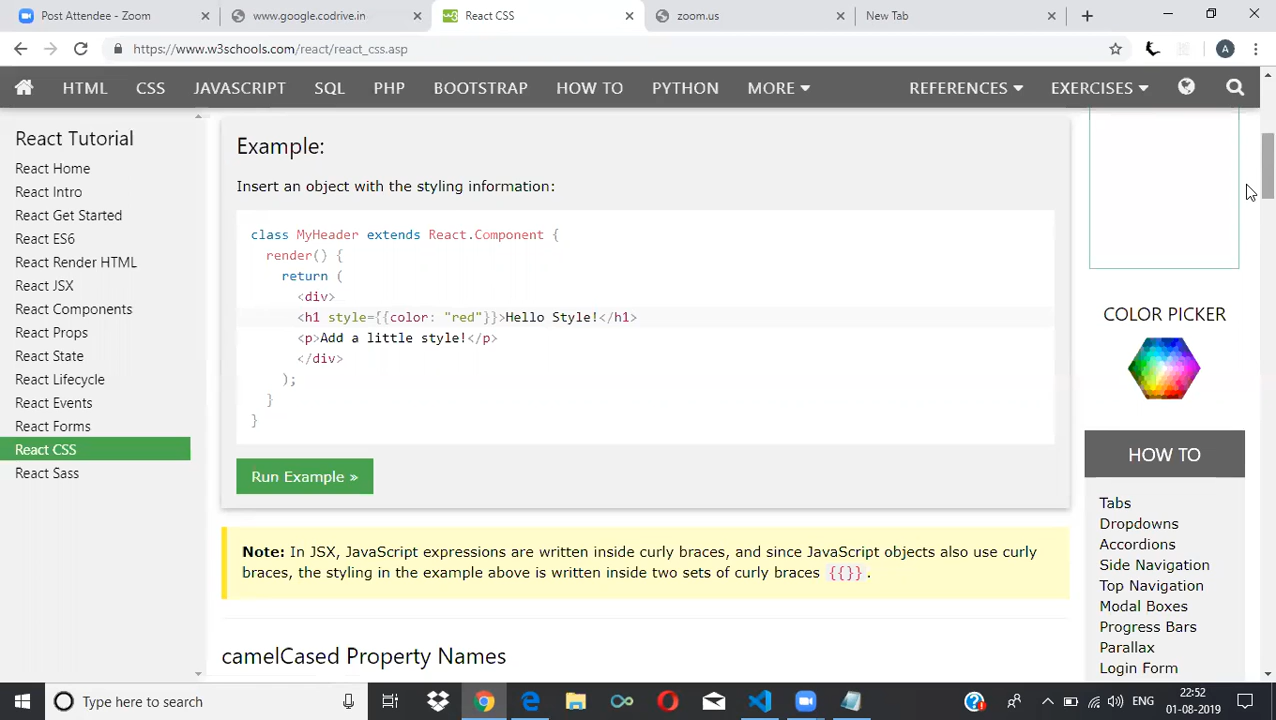 Post Attendee - Zoom
www.google.codrive.in
React CSS
zoom.us
New Tab
https://www.w3schools.com/react/react_css.asp
A
HTML CSS JAVASCRIPT SQL PHP BOOTSTRAP HOW TO PYTHON MORE REFERENCES EXERCISES
React Tutorial
React Home
React Intro
React Get Started
React ES6
React Render HTML
React JSX
React Components
React Props
React State
React Lifecycle
React Events
React Forms
React CSS
React Sass
Example:
Insert an object with the styling information:
class MyHeader extends React.Component {
render() {
return (
<div>
<h1 style={{color: "red"}}>Hello Style!</h1>
<p>Add a little style!</p>
</div>
);
}
}
Run Example »
Note: In JSX, JavaScript expressions are written inside curly braces, and since JavaScript objects also use curly
braces, the styling in the example above is written inside two sets of curly braces {{}}.
camelCased Property Names
COLOR PICKER
HOW TO
Tabs
Dropdowns
Accordions
Side Navigation
Top Navigation
Modal Boxes
Progress Bars
Parallax
Login Form
Type here to search
ENG
22:52
01-08-2019